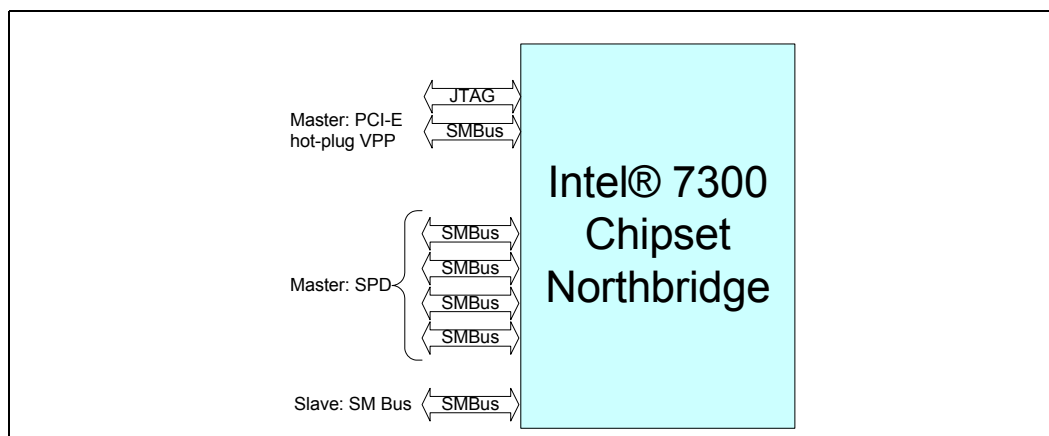 JTAG
Master: PCI-E
hot-plug VPP
SMBus
Intel® 7300
Chipset
Northbridge
SMBus
SMBus
Master: SPD
SMBus
SMBus
Slave: SM Bus
SMBus